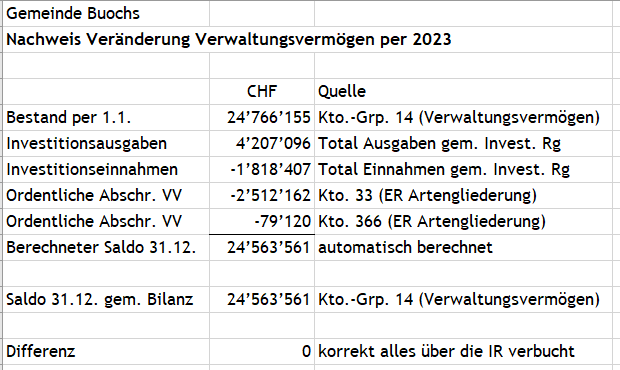 Gemeinde Buochs
Nachweis Veränderung Verwaltungsvermögen per 2023
CHF Quelle
Bestand per 1.1. 24’766’155 Kto.-Grp. 14 (Verwaltungsvermögen)
Investitionsausgaben 4’207’096 Total Ausgaben gem. Invest. Rg
Investitionseinnahmen -1’818’407 Total Einnahmen gem. Invest. Rg
Ordentliche Abschr. VV -2’512’162 Kto. 33 (ER Artengliederung)
Ordentliche Abschr. VV -79’120 Kto. 366 (ER Artengliederung)
Berechneter Saldo 31.12. 24’563’561 automatisch berechnet
Saldo 31.12. gem. Bilanz 24’563’561 Kto.-Grp. 14 (Verwaltungsvermögen)
Differenz 0 korrekt alles über die IR verbucht